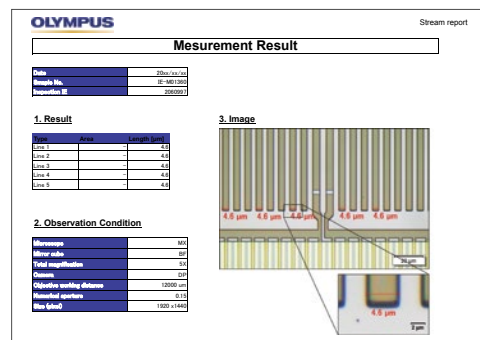 OLYMPUS
Stream report
Mesurement Result
Date 20xx/xx/xx
Sample No. IE-M01360
Inspection IE 2060997
1. Result
Type Area Length [μm]
Line 1 - 4.6
Line 2 - 4.6
Line 3 - 4.6
Line 4 - 4.6
Line 5 - 4.6
2. Observation Condition
Microscope MX
Mirror cube BF
Total magnification 5X
Camera DP
Objective working distance 12000 um
Numerical aperture 0.15
Size (pixel) 1920 x1440
3. Image
4.6 μm 4.6 μm 4.6 μm 4.6 μm 4.6 μm
20 μm
4.6 μm
2 μm